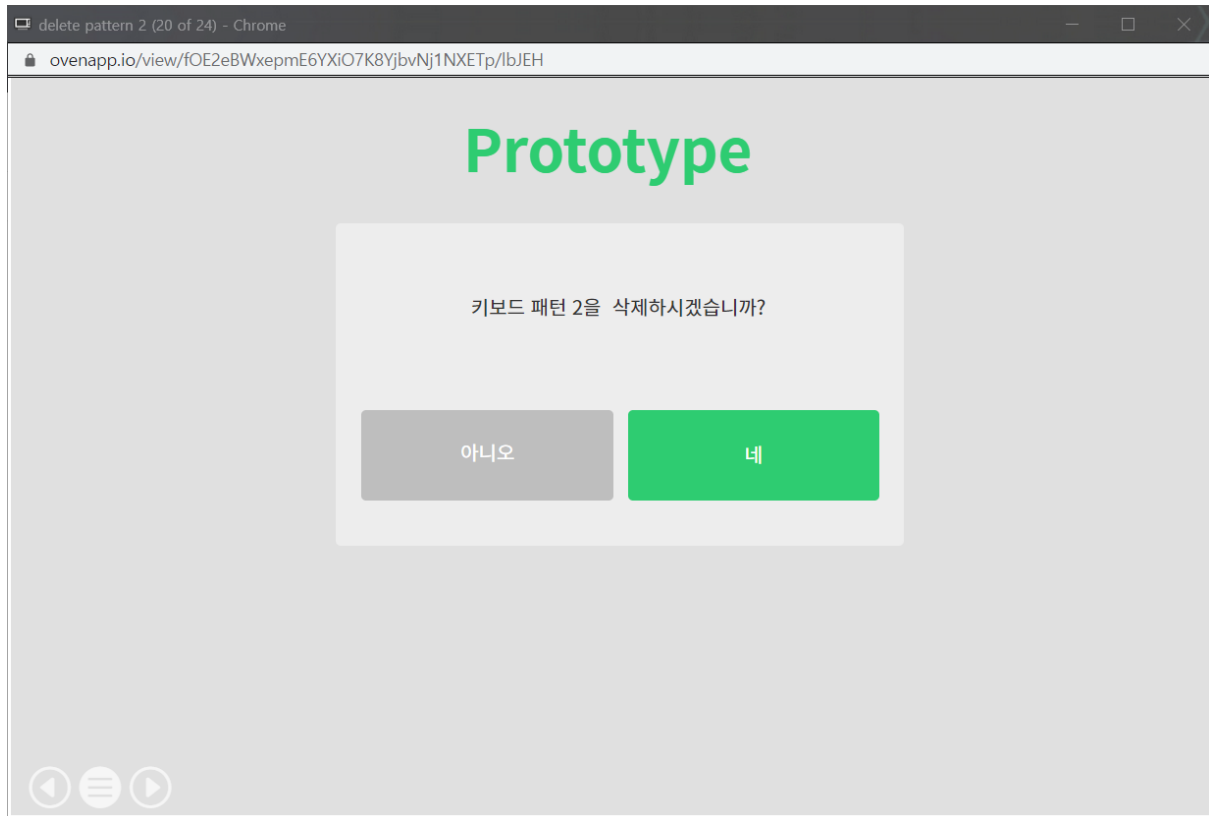 delete pattern 2 (20 of 24) - Chrome
ovenapp.io/view/fOE2eBWxepmE6YXiO7K8YjbvNj1NXETp/lbJEH
Prototype
키보드 패턴 2을  삭제하시겠습니까?
아니오
네